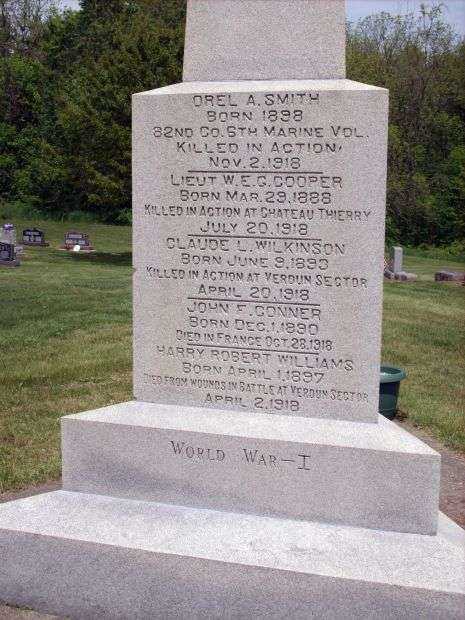 OREL A. SMITH
BORN 1898
82ND CO. 6TH MARINE VOL.
KILLED IN ACTION
NOV. 2, 1918
LIEUT W. E. G. COOPER
BORN MAR. 29, 1888
KILLED IN ACTION AT CHATEAU THIERRY
JULY 20, 1918
CLAUDE L. WILKINSON
BORN JUNE 9, 1893
KILLED IN ACTION AT VERDUN SECTOR
APRIL 20, 1918
JOHN F. CONNER
BORN DEC. 1, 1890
DIED IN FRANCE OCT. 28, 1918
HARRY ROBERT WILLIAMS
BORN APRIL 1, 1897
DIED FROM WOUNDS IN BATTLE AT VERDUN SECTOR
APRIL 2, 1918
WORLD WAR-I